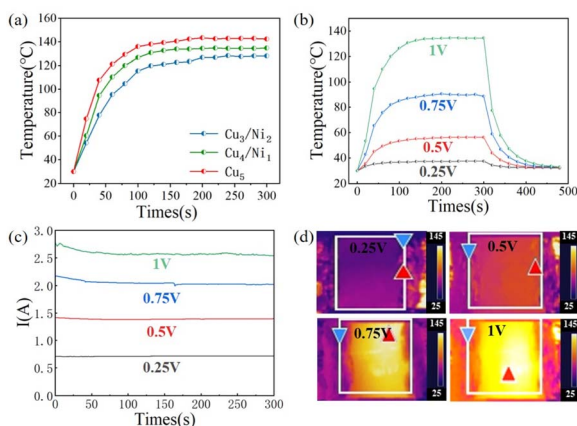 (a)
160
140
120
100
80
60
40
20
Temperature(℃)
Cu3/Ni2
Cu4/Ni1
Cu5
0
100
200
300
Times(s)
(b)
140
120
100
80
60
40
20
Temperature(℃)
1V
0.75V
0.5V
0.25V
0
100
200
300
400
500
Times(s)
(c)
3.0
2.5
2.0
1.5
1.0
0.5
0.0
I(A)
1V
0.75V
0.5V
0.25V
0
50
100
150
200
250
300
Times(s)
(d)
0.25V
145
25
0.5V
145
25
0.75V
145
25
1V
145
25